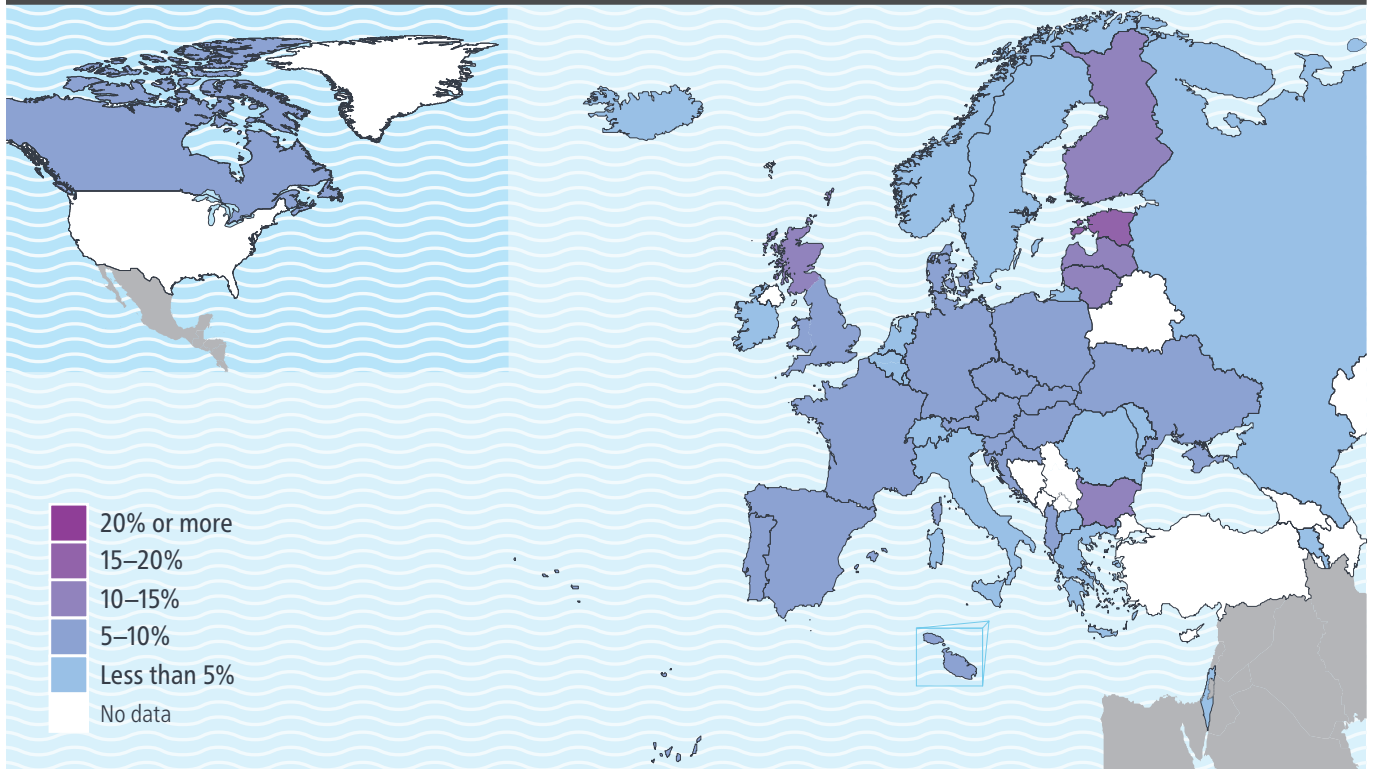 20% or more
15–20%
10–15%
5–10%
Less than 5%
No data